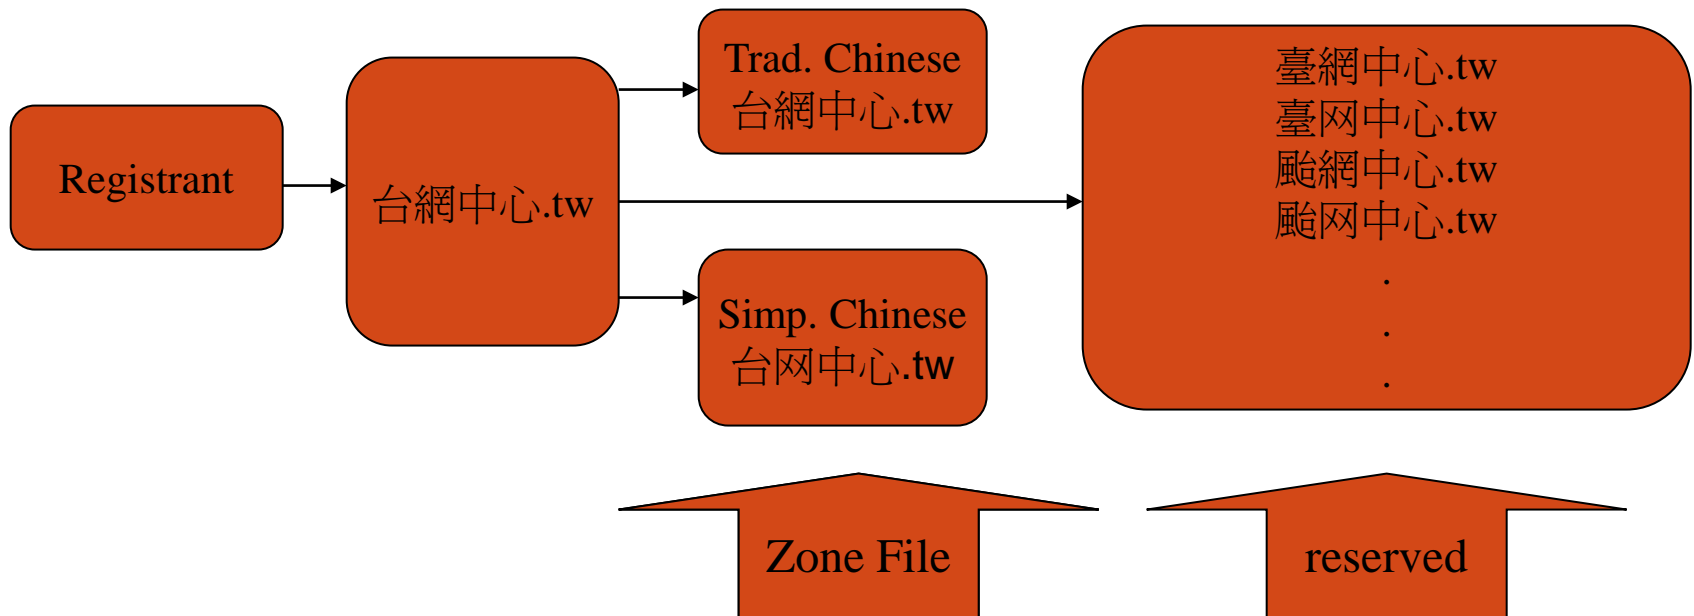 Registrant
台網中心.tw
Trad. Chinese
台網中心.tw
Simp. Chinese
台网中心.tw
臺網中心.tw
臺网中心.tw
颱網中心.tw
颱网中心.tw
.
.
.
Zone File
reserved